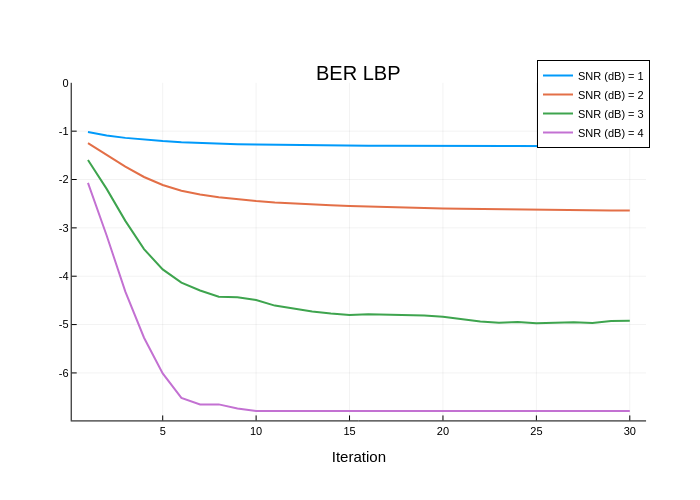 BER LBP
SNR (dB) = 1
SNR (dB) = 2
SNR (dB) = 3
SNR (dB) = 4
0
-1
-2
-3
-4
-5
-6
5 10 15 20 25 30
Iteration